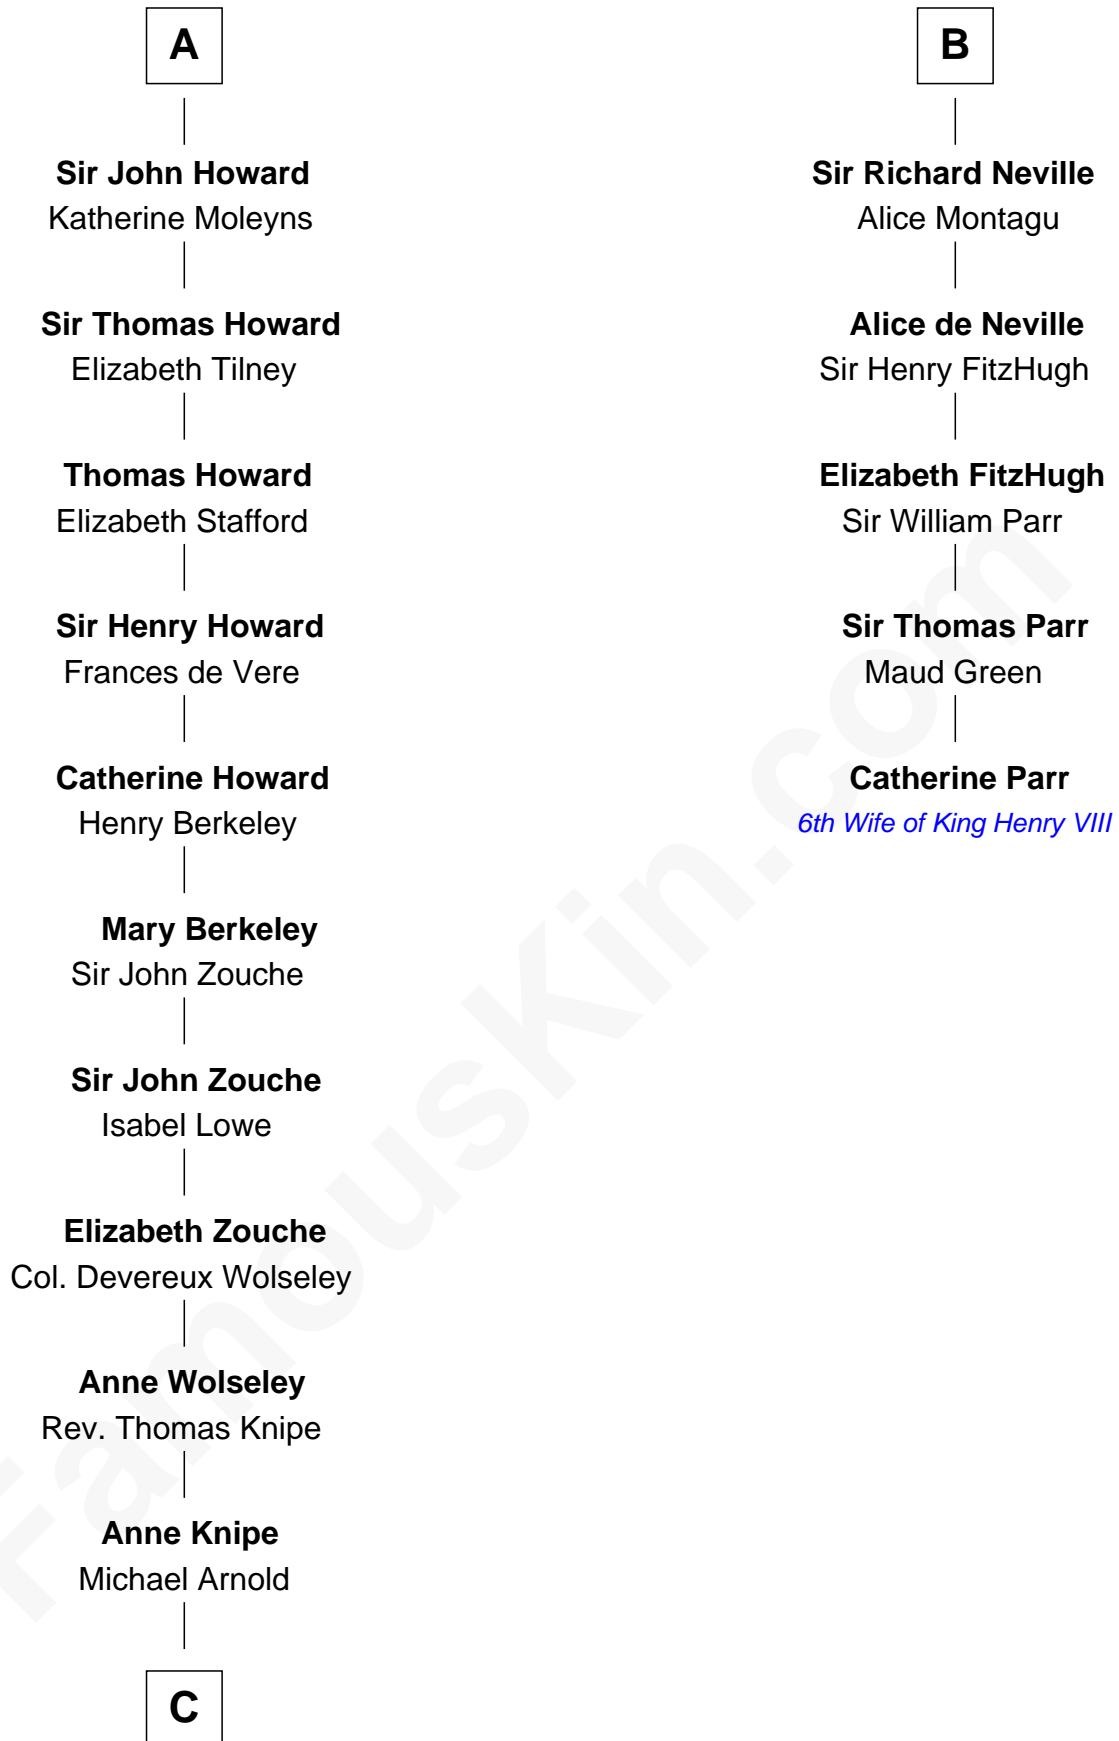 A
Sir John Howard
Katherine Moleyns
Sir Thomas Howard
Elizabeth Tilney
Thomas Howard
Elizabeth Stafford
Sir Henry Howard
Frances de Vere
Catherine Howard
Henry Berkeley
Mary Berkeley
Sir John Zouche
Sir John Zouche
Isabel Lowe
Elizabeth Zouche
Col. Devereux Wolseley
Anne Wolseley
Rev. Thomas Knipe
Anne Knipe
Michael Arnold
C
B
Sir Richard Neville
Alice Montagu
Alice de Neville
Sir Henry FitzHugh
Elizabeth FitzHugh
Sir William Parr
Sir Thomas Parr
Maud Green
Catherine Parr
6th Wife of King Henry VIII
FamousKin.com